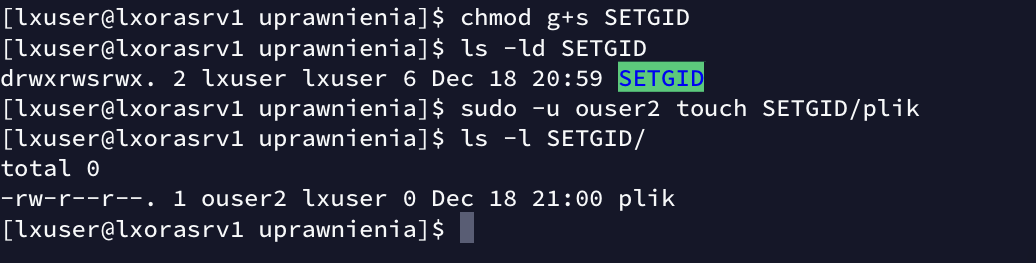 [lxuser@lxorasrv1 uprawnienia]$ chmod g+s SETGID
[lxuser@lxorasrv1 uprawnienia]$ ls -ld SETGID
drwxrwsrwx. 2 lxuser lxuser 6 Dec 18 20:59 SETGID
[lxuser@lxorasrv1 uprawnienia]$ sudo -u ouser2 touch SETGID/plik
[lxuser@lxorasrv1 uprawnienia]$ ls -l SETGID/
total 0
-rw-r--r--. 1 ouser2 lxuser 0 Dec 18 21:00 plik
[lxuser@lxorasrv1 uprawnienia]$